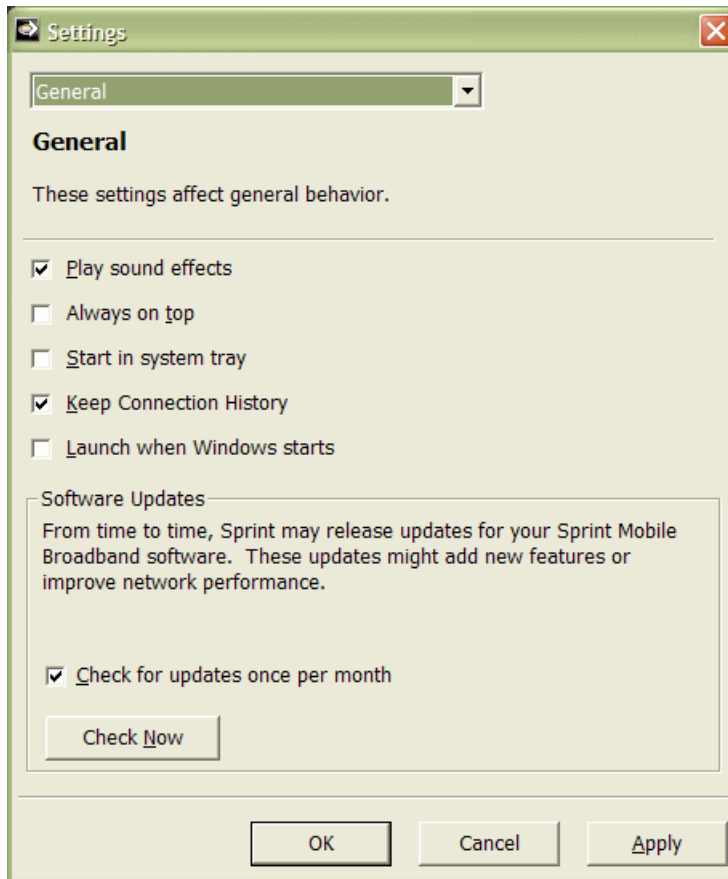 Settings
General
General
These settings affect general behavior.
Play sound effects
Always on top
Start in system tray
Keep Connection History
Launch when Windows starts
Software Updates
From time to time, Sprint may release updates for your Sprint Mobile
Broadband software.  These updates might add new features or
improve network performance.
Check for updates once per month
Check Now
OK
Cancel
Apply